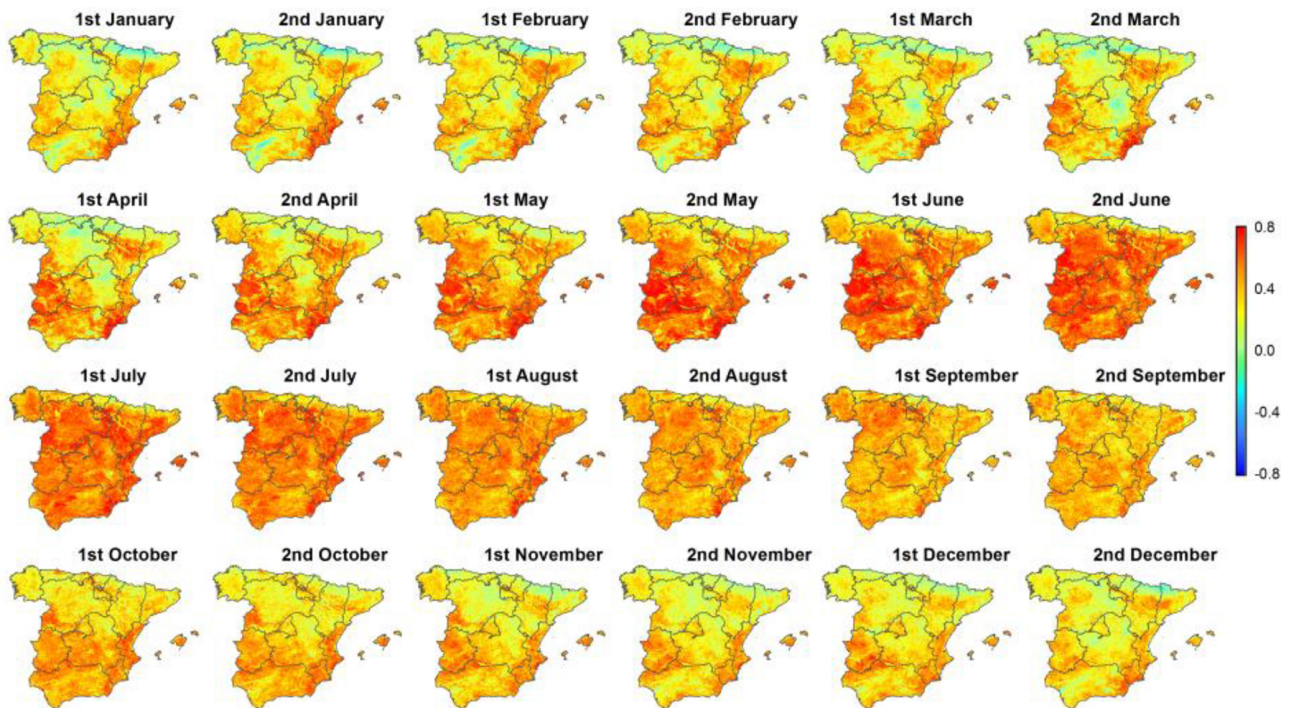 1st January 2nd January 1st February 2nd February 1st March 2nd March
1st April 2nd April 1st May 2nd May 1st June 2nd June
0.8
0.4
0.0
-0.4
-0.8
1st July 2nd July 1st August 2nd August 1st September 2nd September
1st October 2nd October 1st November 2nd November 1st December 2nd December